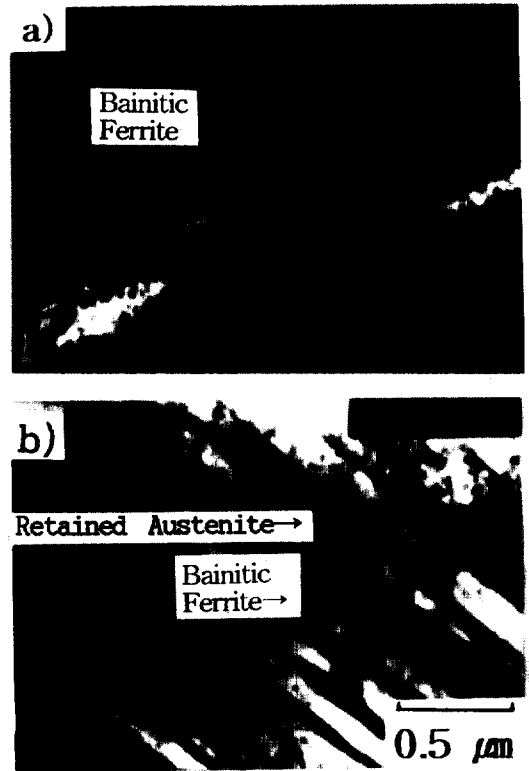 a)
Bainitic
Ferrite
b)
Retained Austenite→
Bainitic
Ferrite→
0.5 μm